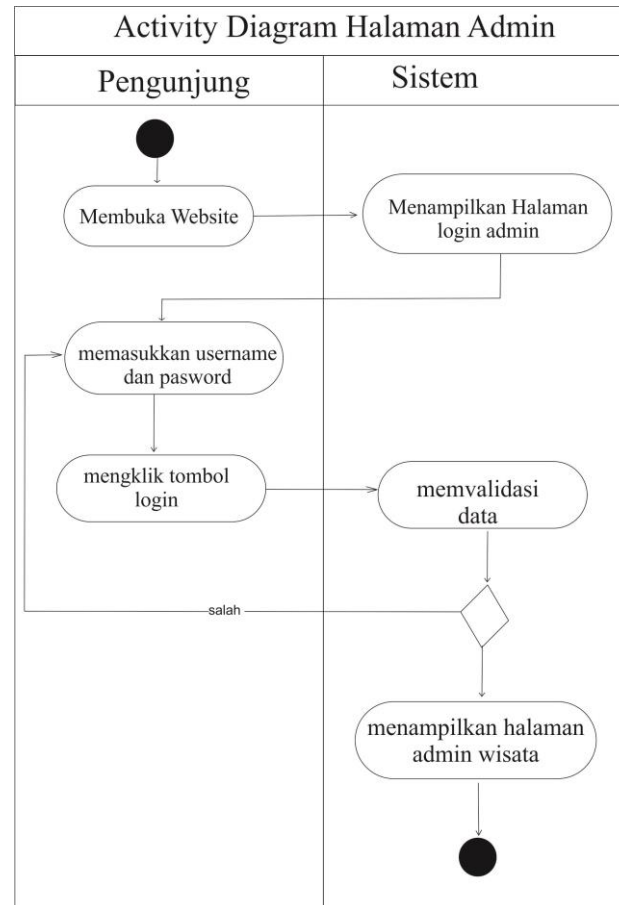 Activity Diagram Halaman Admin
Pengunjung
Sistem
Membuka Website
Menampilkan Halaman
login admin
memasukkan username
dan pasword
mengklik tombol
login
memvalidasi
data
salah
menampilkan halaman
admin wisata